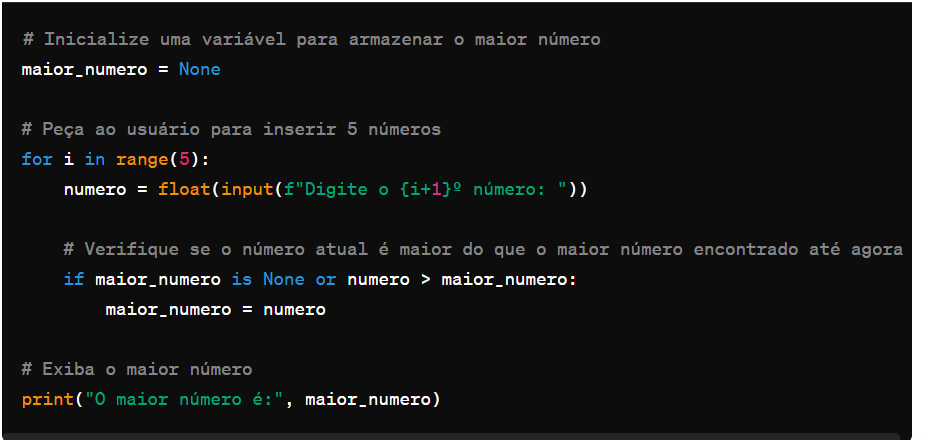 # Inicialize uma variável para armazenar o maior número
maior_numero = None
# Peça ao usuário para inserir 5 números
for i in range(5):
    numero = float(input(f"Digite o {i+1}º número: "))
    # Verifique se o número atual é maior do que o maior número encontrado até agora
    if maior_numero is None or numero > maior_numero:
        maior_numero = numero
# Exiba o maior número
print("O maior número é:", maior_numero)